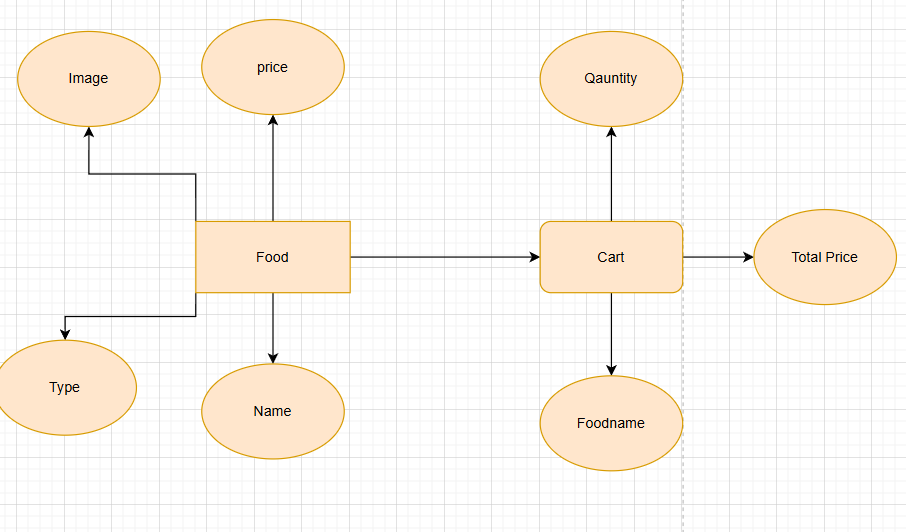 Image
price
Qauntity
Food
Cart
Total Price
Type
Name
Foodname